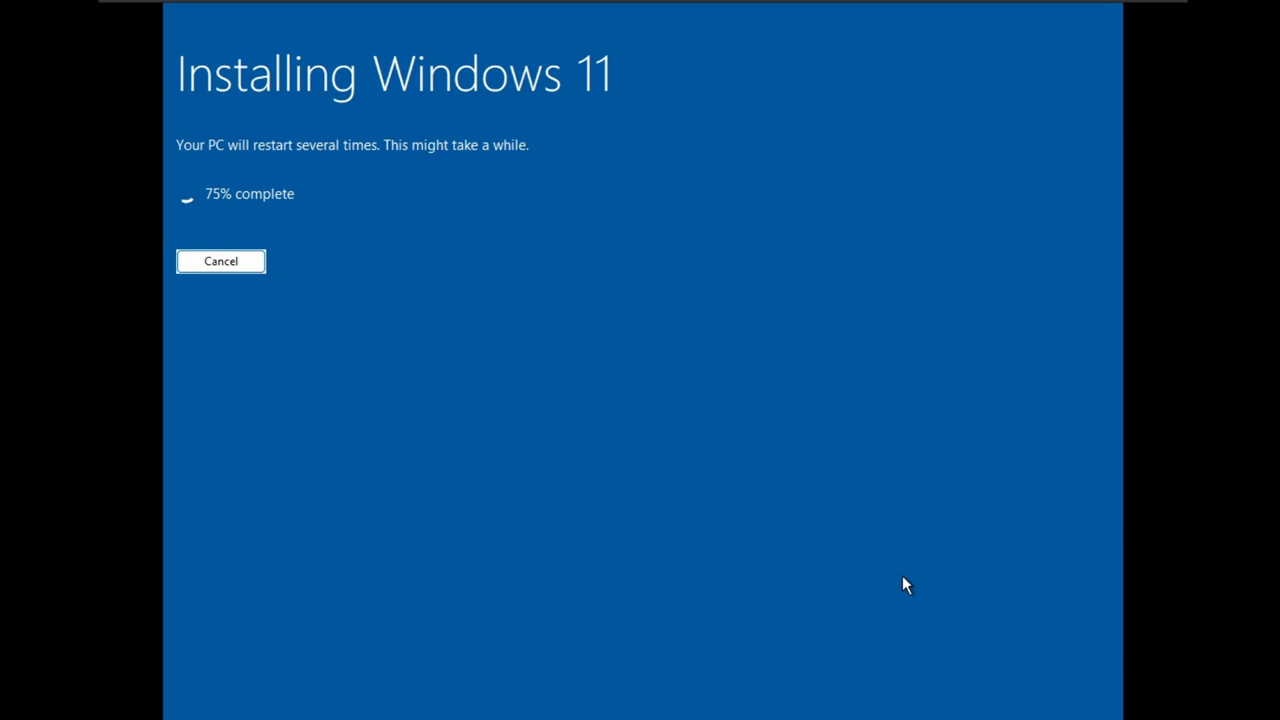 Installing Windows 11
Your PC will restart several times. This might take a while.
75% complete
Cancel